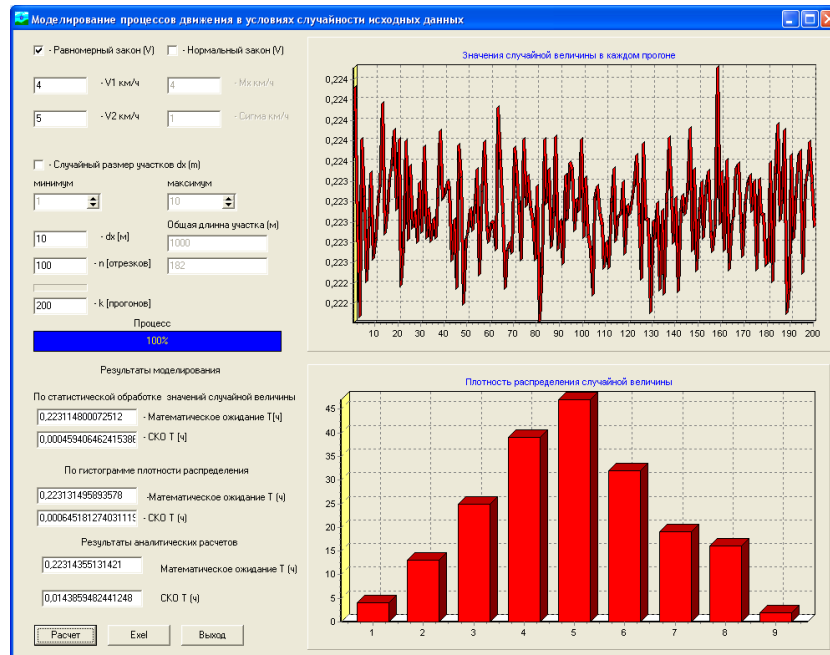 Моделирование процессов движения в условиях случайности исходных данных
- Равномерный закон (V) - Нормальный закон (V)
4 - V1 км/ч 4 - Mx км/ч
5 - V2 км/ч 1 - Сигма км/ч
- Случайный размер участков dx (m)
минимум максимум
1 10
Общая длинна участка (м)
10 - dx [м] 1000
100 - n [отрезков] 182
200 - k [прогонов]
Процесс
100%
Результаты моделирования
По статистической обработке значений случайной величины
0,223114800072512 - Математическое ожидание T[ч]
0,000459406462415386 - СКО T [ч]
По гистограмме плотности распределения
0,223131495893578 -Математическое ожидание T (ч)
0,000645181274031119 - СКО T (ч)
Результаты аналитических расчетов
0,22314355131421 Математическое ожидание T (ч)
0,0143859482441248 СКО T (ч)
Расчет Exel Выход
Значения случайной величины в каждом прогоне
0,224
0,224
0,224
0,224
0,223
0,223
0,223
0,223
0,223
0,222
0,222
10 20 30 40 50 60 70 80 90 100 110 120 130 140 150 160 170 180 190 200
Плотность распределения случайной величины
45
40
35
30
25
20
15
10
5
0
1 2 3 4 5 6 7 8 9